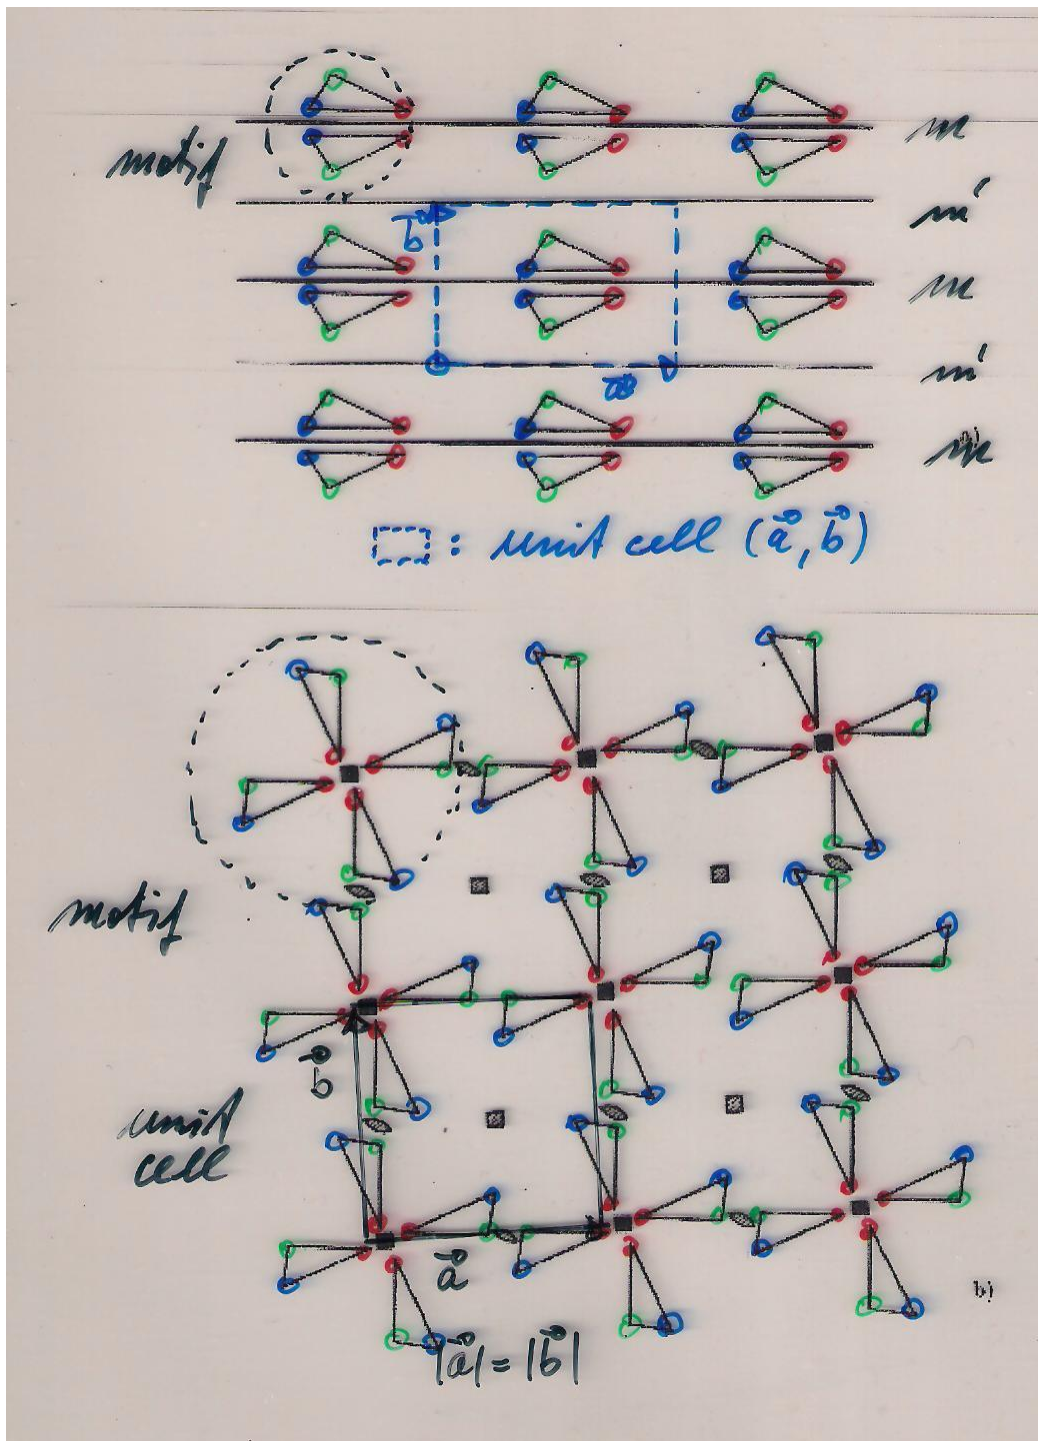 motif
m
m'
b⃗
m
m'
a⃗
m
: unit cell (a⃗, b⃗)
motif
b⃗
unit
cell
a⃗
b)
|a⃗| = |b⃗|